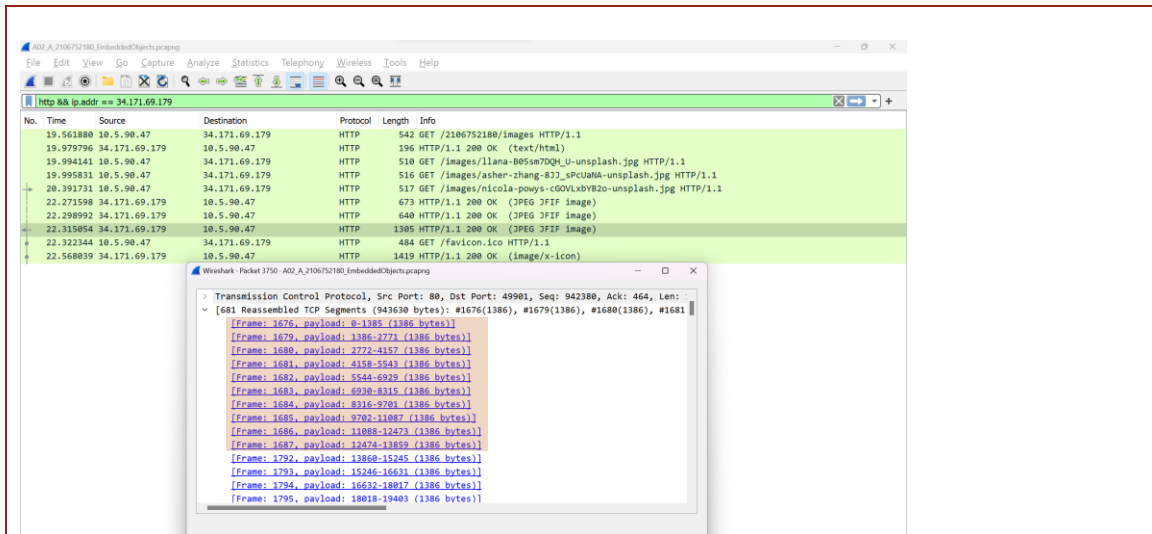 A02_A_2106752180_EmbeddedObjects.pcapng
File Edit View Go Capture Analyze Statistics Telephony Wireless Tools Help
http && ip.addr == 34.171.69.179
No. Time Source Destination Protocol Length Info
19.561880 10.5.90.47 34.171.69.179 HTTP 542 GET /2106752180/images HTTP/1.1
19.979796 34.171.69.179 10.5.90.47 HTTP 196 HTTP/1.1 200 OK (text/html)
19.994141 10.5.90.47 34.171.69.179 HTTP 510 GET /images/llana-B05sm7DQH_U-unsplash.jpg HTTP/1.1
19.995831 10.5.90.47 34.171.69.179 HTTP 516 GET /images/asher-zhang-8JJ_sPcUaNA-unsplash.jpg HTTP/1.1
20.391731 10.5.90.47 34.171.69.179 HTTP 517 GET /images/nicola-powys-cGOVLxbYB2o-unsplash.jpg HTTP/1.1
22.271598 34.171.69.179 10.5.90.47 HTTP 673 HTTP/1.1 200 OK (JPEG JFIF image)
22.298992 34.171.69.179 10.5.90.47 HTTP 640 HTTP/1.1 200 OK (JPEG JFIF image)
22.315054 34.171.69.179 10.5.90.47 HTTP 1305 HTTP/1.1 200 OK (JPEG JFIF image)
22.322344 10.5.90.47 34.171.69.179 HTTP 484 GET /favicon.ico HTTP/1.1
22.568039 34.171.69.179 10.5.90.47 HTTP 1419 HTTP/1.1 200 OK (image/x-icon)
Wireshark · Packet 3750 · A02_A_2106752180_EmbeddedObjects.pcapng
Transmission Control Protocol, Src Port: 80, Dst Port: 49901, Seq: 942380, Ack: 464, Len:
[681 Reassembled TCP Segments (943630 bytes): #1676(1386), #1679(1386), #1680(1386), #1681
[Frame: 1676, payload: 0-1385 (1386 bytes)]
[Frame: 1679, payload: 1386-2771 (1386 bytes)]
[Frame: 1680, payload: 2772-4157 (1386 bytes)]
[Frame: 1681, payload: 4158-5543 (1386 bytes)]
[Frame: 1682, payload: 5544-6929 (1386 bytes)]
[Frame: 1683, payload: 6930-8315 (1386 bytes)]
[Frame: 1684, payload: 8316-9701 (1386 bytes)]
[Frame: 1685, payload: 9702-11087 (1386 bytes)]
[Frame: 1686, payload: 11088-12473 (1386 bytes)]
[Frame: 1687, payload: 12474-13859 (1386 bytes)]
[Frame: 1792, payload: 13860-15245 (1386 bytes)]
[Frame: 1793, payload: 15246-16631 (1386 bytes)]
[Frame: 1794, payload: 16632-18017 (1386 bytes)]
[Frame: 1795, payload: 18018-19403 (1386 bytes)]